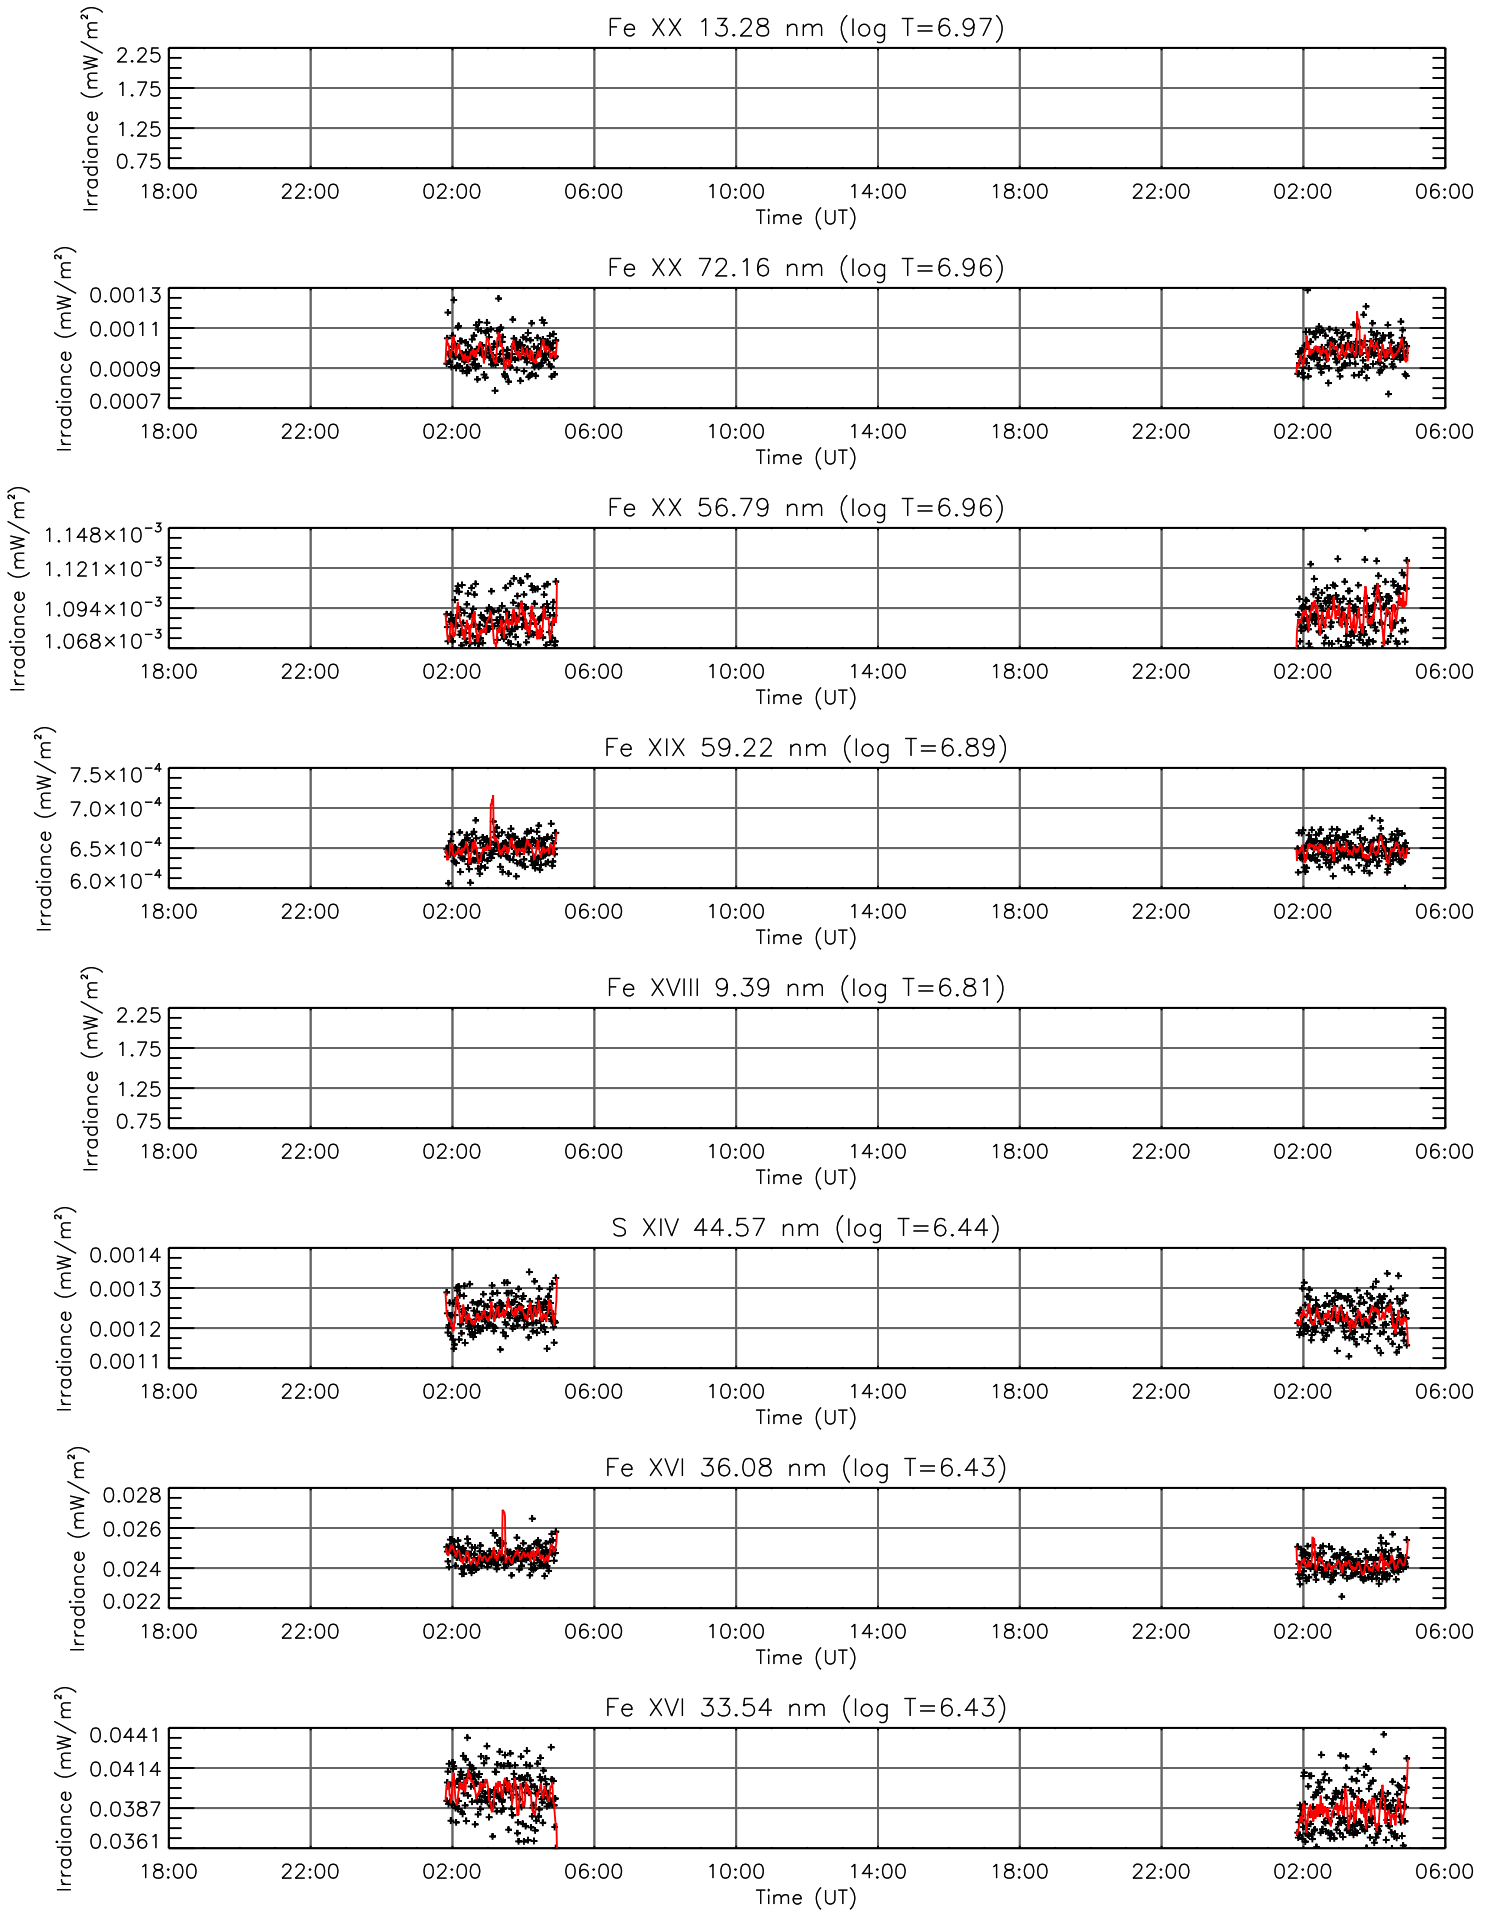 Fe XX 13.28 nm (log T=6.97)
Irradiance (mW/m²)
2.25
1.75
1.25
0.75
18:00 22:00 02:00 06:00 10:00 14:00 18:00 22:00 02:00 06:00
Time (UT)
Fe XX 72.16 nm (log T=6.96)
Irradiance (mW/m²)
0.0013
0.0011
0.0009
0.0007
18:00 22:00 02:00 06:00 10:00 14:00 18:00 22:00 02:00 06:00
Time (UT)
Fe XX 56.79 nm (log T=6.96)
Irradiance (mW/m²)
1.148×10⁻³
1.121×10⁻³
1.094×10⁻³
1.068×10⁻³
18:00 22:00 02:00 06:00 10:00 14:00 18:00 22:00 02:00 06:00
Time (UT)
Fe XIX 59.22 nm (log T=6.89)
Irradiance (mW/m²)
7.5×10⁻⁴
7.0×10⁻⁴
6.5×10⁻⁴
6.0×10⁻⁴
18:00 22:00 02:00 06:00 10:00 14:00 18:00 22:00 02:00 06:00
Time (UT)
Fe XVIII 9.39 nm (log T=6.81)
Irradiance (mW/m²)
2.25
1.75
1.25
0.75
18:00 22:00 02:00 06:00 10:00 14:00 18:00 22:00 02:00 06:00
Time (UT)
S XIV 44.57 nm (log T=6.44)
Irradiance (mW/m²)
0.0014
0.0013
0.0012
0.0011
18:00 22:00 02:00 06:00 10:00 14:00 18:00 22:00 02:00 06:00
Time (UT)
Fe XVI 36.08 nm (log T=6.43)
Irradiance (mW/m²)
0.028
0.026
0.024
0.022
18:00 22:00 02:00 06:00 10:00 14:00 18:00 22:00 02:00 06:00
Time (UT)
Fe XVI 33.54 nm (log T=6.43)
Irradiance (mW/m²)
0.0441
0.0414
0.0387
0.0361
18:00 22:00 02:00 06:00 10:00 14:00 18:00 22:00 02:00 06:00
Time (UT)